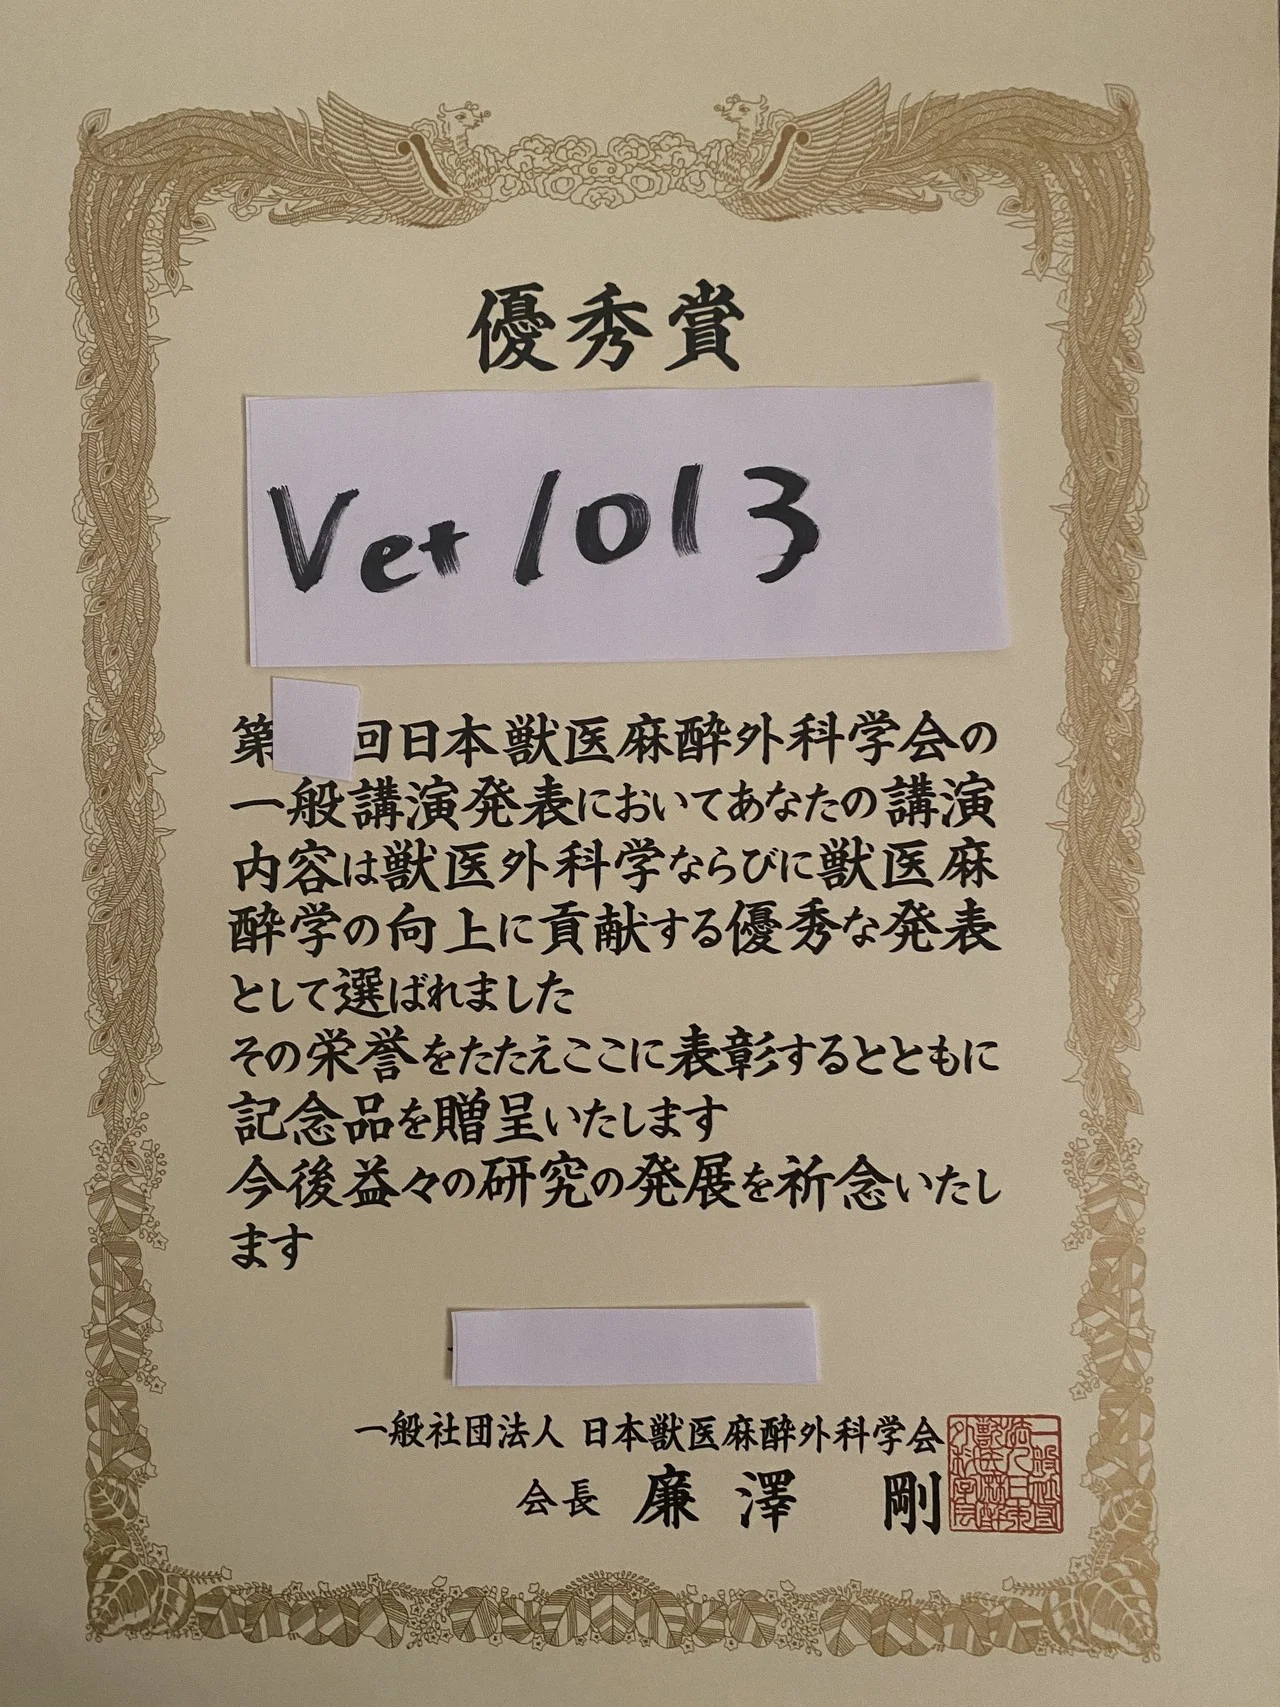 優秀賞
Vet 1013
第 回日本獣医麻酔外科学会の
一般講演発表においてあなたの講演
内容は獣医外科学ならびに獣医麻
酔学の向上に貢献する優秀な発表
として選ばれました
その栄誉をたたえここに表彰するとともに
記念品を贈呈いたします
今後益々の研究の発展を祈念いたし
ます
一般社団法人 日本獣医麻酔外科学会
会長 廉澤 剛